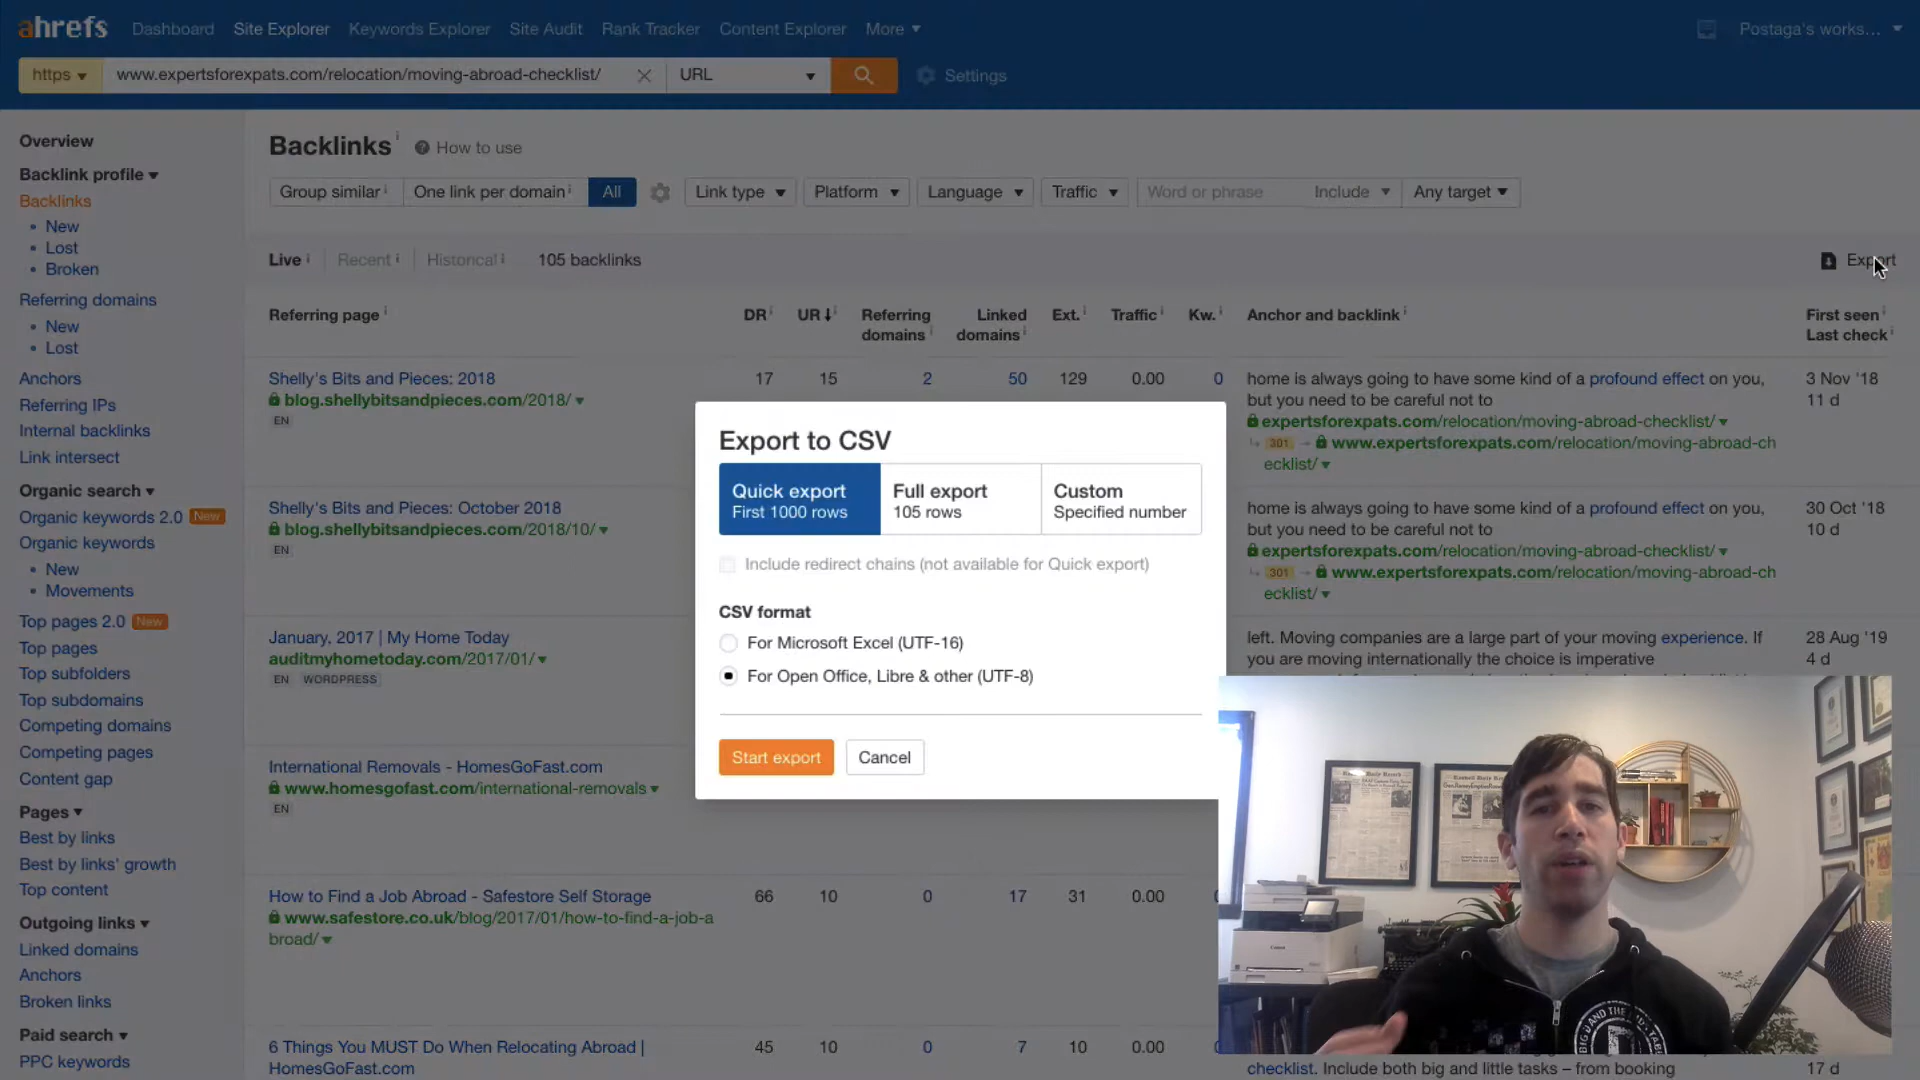 ahrefs Dashboard Site Explorer Keywords Explorer Site Audit Rank Tracker Content Explorer More Postaga's works...
https www.expertsforexpats.com/relocation/moving-abroad-checklist/ URL Settings
Overview
Backlink profile
Backlinks
New
Lost
Broken
Referring domains
New
Lost
Anchors
Referring IPs
Internal backlinks
Link intersect
Organic search
Organic keywords 2.0 New
Organic keywords
New
Movements
Top pages 2.0 New
Top pages
Top subfolders
Top subdomains
Competing domains
Competing pages
Content gap
Pages
Best by links
Best by links' growth
Top content
Outgoing links
Linked domains
Anchors
Broken links
Paid search
PPC keywords
Backlinks i ? How to use
Group similar i One link per domain i All Link type Platform Language Traffic Word or phrase Include Any target
Live i Recent i Historical i 105 backlinks Export
Referring page i DR i UR i Referring domains i Linked domains i Ext. i Traffic i Kw. i Anchor and backlink i First seen i Last check i
Shelly's Bits and Pieces: 2018 17 15 2 50 129 0.00 0
blog.shellybitsandpieces.com/2018/
EN
home is always going to have some kind of a profound effect on you,
but you need to be careful not to
expertsforexpats.com/relocation/moving-abroad-checklist/
301 www.expertsforexpats.com/relocation/moving-abroad-ch
ecklist/
3 Nov '18
11 d
Shelly's Bits and Pieces: October 2018
blog.shellybitsandpieces.com/2018/10/
EN
home is always going to have some kind of a profound effect on you,
but you need to be careful not to
expertsforexpats.com/relocation/moving-abroad-checklist/
301 www.expertsforexpats.com/relocation/moving-abroad-ch
ecklist/
30 Oct '18
10 d
January, 2017 | My Home Today
auditmyhometoday.com/2017/01/
EN WORDPRESS
left. Moving companies are a large part of your moving experience. If
you are moving internationally the choice is imperative
28 Aug '19
4 d
International Removals - HomesGoFast.com
www.homesgofast.com/international-removals
EN
How to Find a Job Abroad - Safestore Self Storage 66 10 0 17 31 0.00
www.safestore.co.uk/blog/2017/01/how-to-find-a-job-a
broad/
6 Things You MUST Do When Relocating Abroad | 45 10 0 7 10 0.00
HomesGoFast.com
checklist. Include both big and little tasks – from booking
17 d
Export to CSV
Quick export
First 1000 rows
Full export
105 rows
Custom
Specified number
Include redirect chains (not available for Quick export)
CSV format
For Microsoft Excel (UTF-16)
For Open Office, Libre & other (UTF-8)
Start export Cancel
Roswell Daily Record
Canon